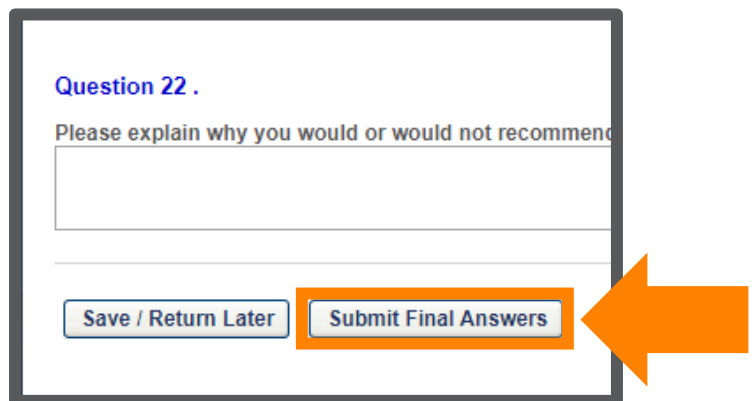 Question 22 .
Please explain why you would or would not recommend
Save / Return Later
Submit Final Answers